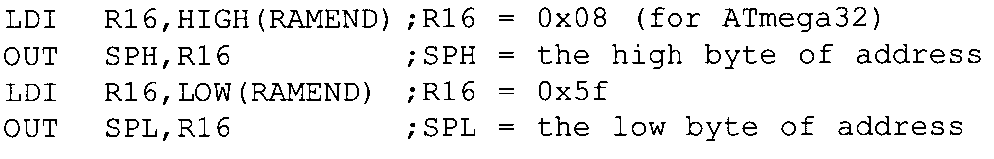 LDI R16,HIGH(RAMEND) ;R16 = 0x08 (for ATmega32)
OUT SPH,R16 ;SPH = the high byte of address
LDI R16,LOW(RAMEND) ;R16 = 0x5f
OUT SPL,R16 ;SPL = the low byte of address